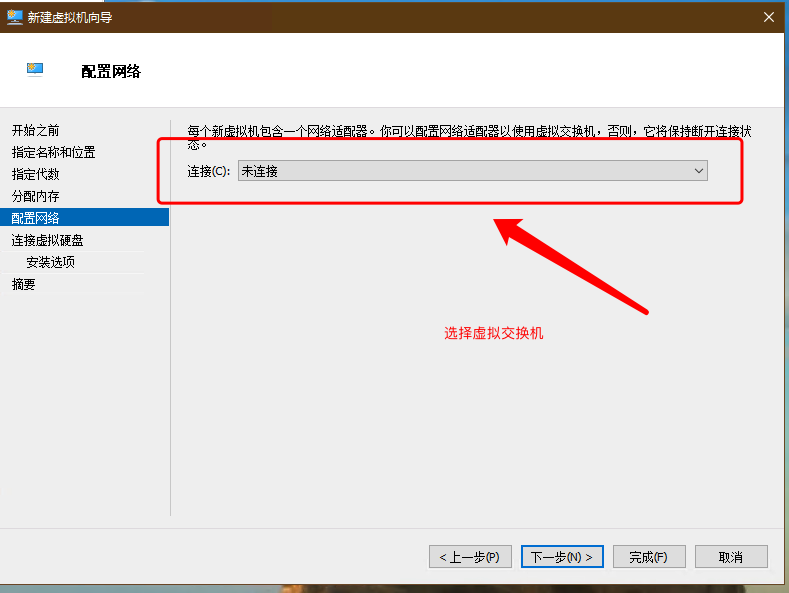 新建虚拟机向导
配置网络
开始之前
指定名称和位置
指定代数
分配内存
配置网络
连接虚拟硬盘
安装选项
摘要
每个新虚拟机包含一个网络适配器。你可以配置网络适配器以使用虚拟交换机，否则，它将保持断开连接状
态。
连接(C): 未连接
选择虚拟交换机
< 上一步(P) 下一步(N) > 完成(F) 取消